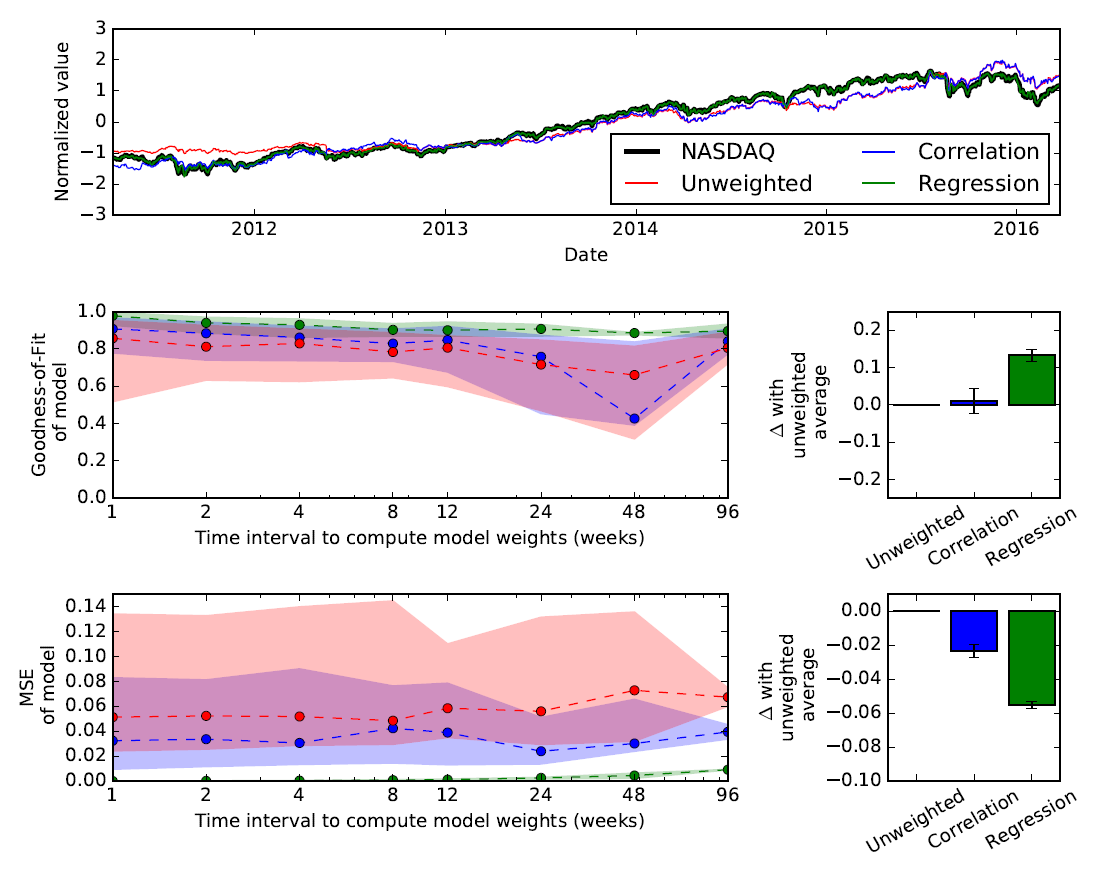 3
2
1
0
−1
−2
−3
Normalized value
NASDAQ
Unweighted
Correlation
Regression
2012 2013 2014 2015 2016
Date
1.0
0.8
0.6
0.4
0.2
0.0
Goodness-of-Fit
of model
1 2 4 8 12 24 48 96
Time interval to compute model weights (weeks)
0.2
0.1
0.0
−0.1
−0.2
Δ with
unweighted
average
Unweighted
Correlation
Regression
0.14
0.12
0.10
0.08
0.06
0.04
0.02
0.00
MSE
of model
1 2 4 8 12 24 48 96
Time interval to compute model weights (weeks)
0.00
−0.02
−0.04
−0.06
−0.08
−0.10
Δ with
unweighted
average
Unweighted
Correlation
Regression